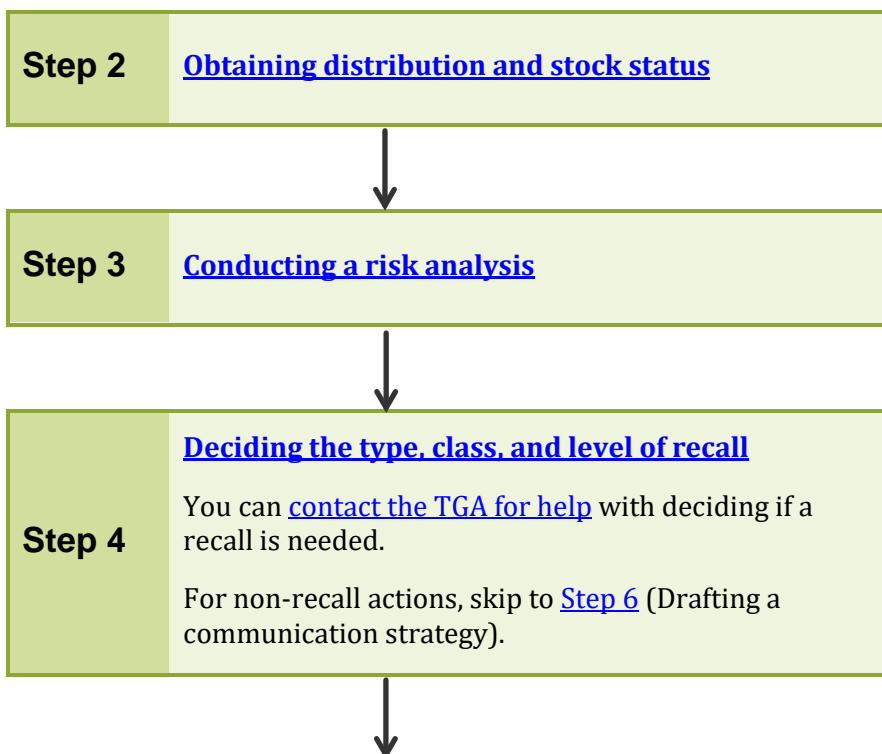 Step 2
Obtaining distribution and stock status
Step 3
Conducting a risk analysis
Step 4
Deciding the type, class, and level of recall
You can contact the TGA for help with deciding if a
recall is needed.
For non-recall actions, skip to Step 6 (Drafting a
communication strategy).